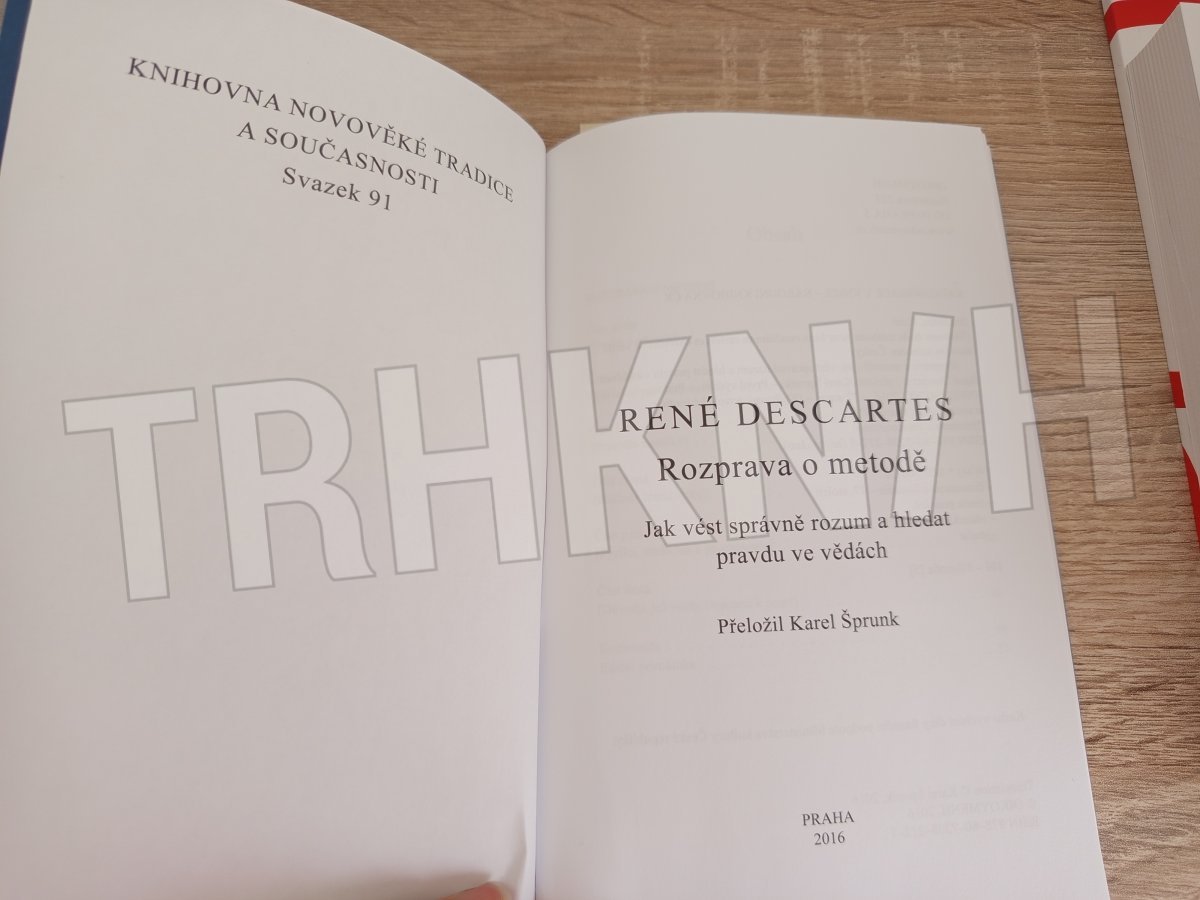 KNIHOVNA NOVOVĚKÉ TRADICE
A SOUČASNOSTI
Svazek 91
RENÉ DESCARTES
Rozprava o metodě
Jak vést správně rozum a hledat
pravdu ve vědách
Přeložil Karel Šprunk
PRAHA
2016
TRHKNIH